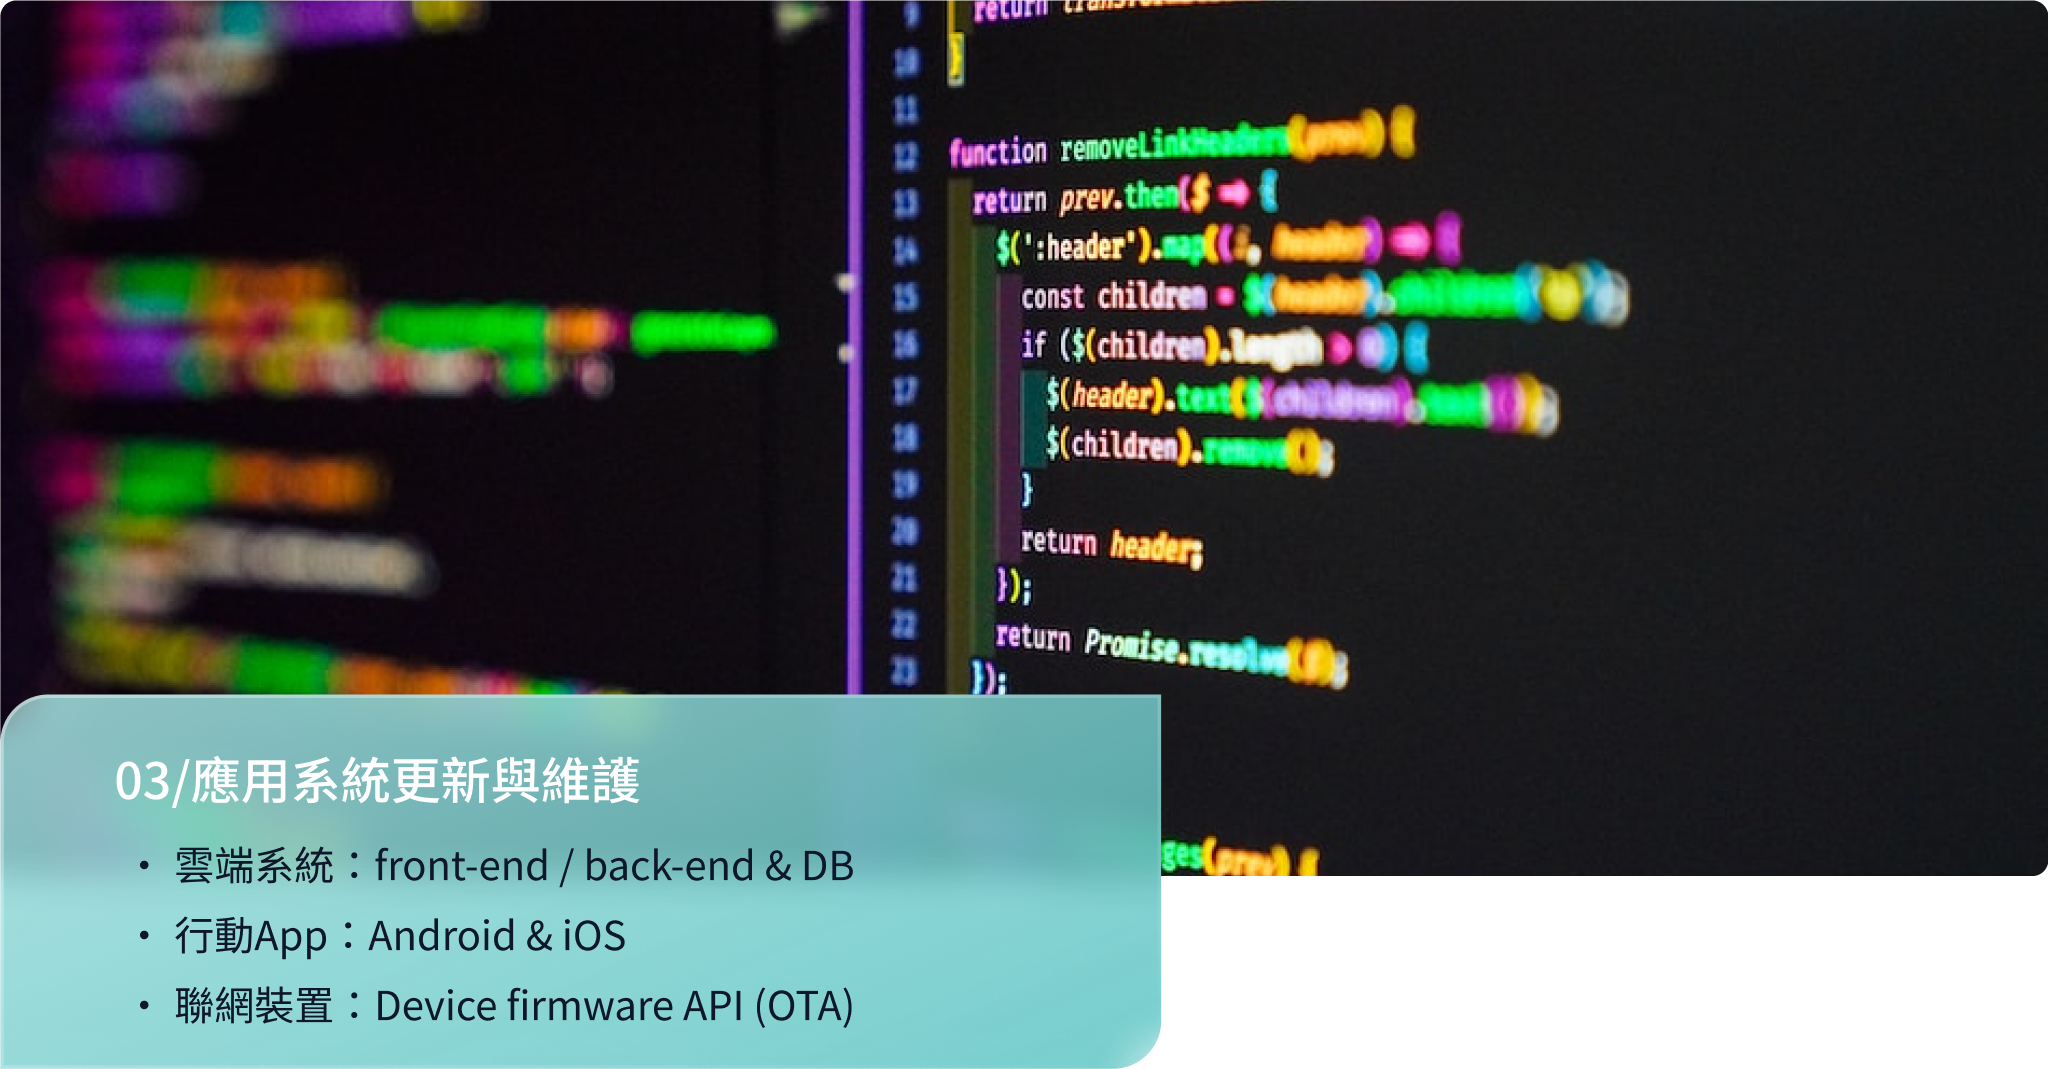 9 return
10 }
11
12 function removeLinkHeaders(prev) {
13 return prev.then($ => {
14 $(':header').map((i, header) => {
15 const children = $(header).children();
16 if ($(children).length > 0) {
17 $(header).text($(children).text());
18 $(children).remove();
19 }
20 return header;
21 });
22 return Promise.resolve($);
23 });
ges(prev) {
03/應用系統更新與維護
• 雲端系統：front-end / back-end & DB
• 行動App：Android & iOS
• 聯網裝置：Device firmware API (OTA)